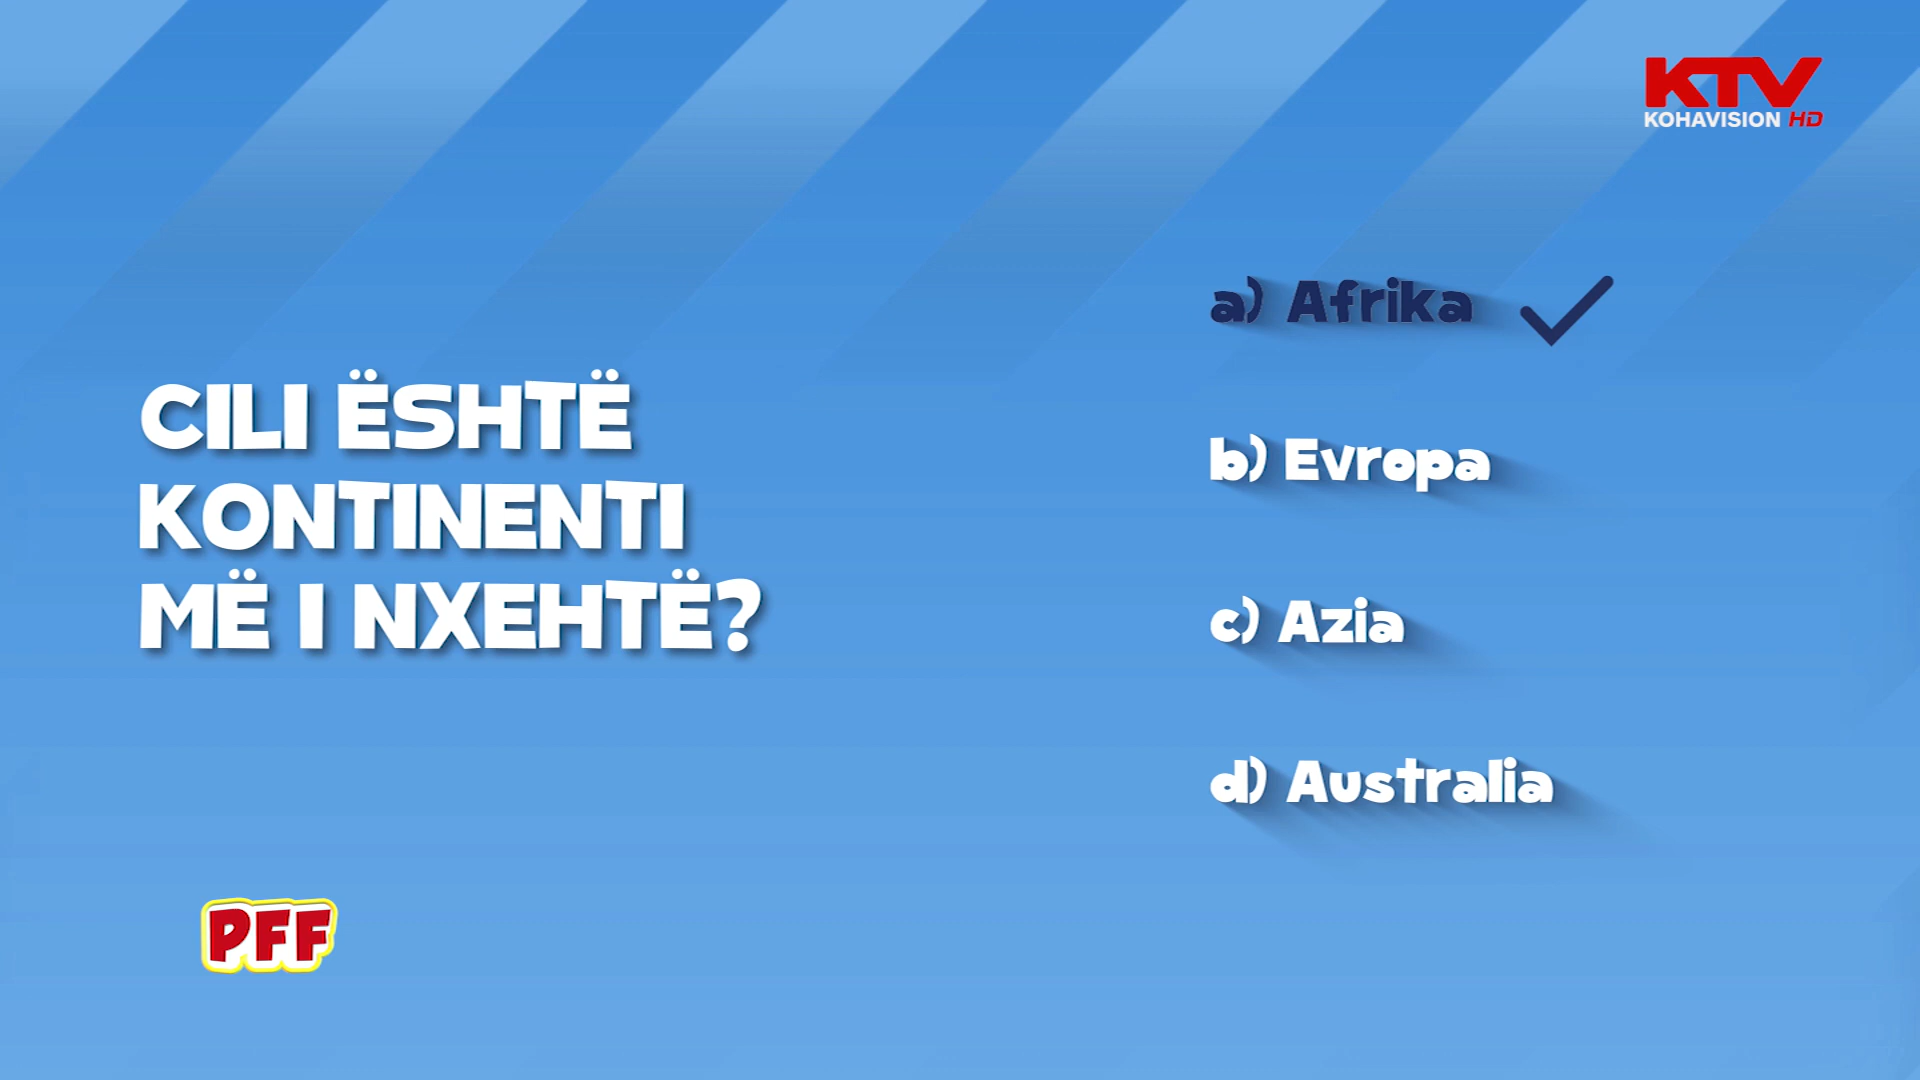 KTV
KOHAVISION HD
CILI ËSHTË
KONTINENTI
MË I NXEHTË?
a) Afrika
b) Evropa
c) Azia
d) Australia
PFF